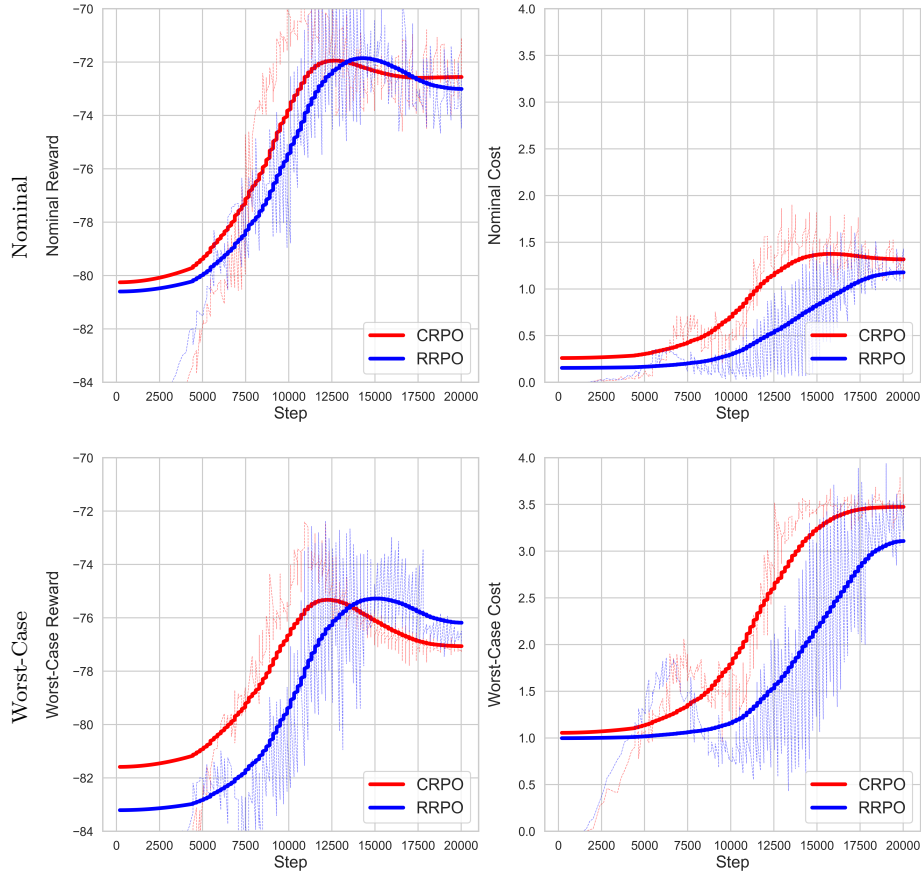 −70
−72
−74
−76
−78
−80
−82
−84
Nominal
Nominal Reward
0 2500 5000 7500 10000 12500 15000 17500 20000
Step
CRPO
RRPO
4.0
3.5
3.0
2.5
2.0
1.5
1.0
0.5
0.0
Nominal Cost
0 2500 5000 7500 10000 12500 15000 17500 20000
Step
CRPO
RRPO
−70
−72
−74
−76
−78
−80
−82
−84
Worst-Case
Worst-Case Reward
0 2500 5000 7500 10000 12500 15000 17500 20000
Step
CRPO
RRPO
4.0
3.5
3.0
2.5
2.0
1.5
1.0
0.5
0.0
Worst-Case Cost
0 2500 5000 7500 10000 12500 15000 17500 20000
Step
CRPO
RRPO